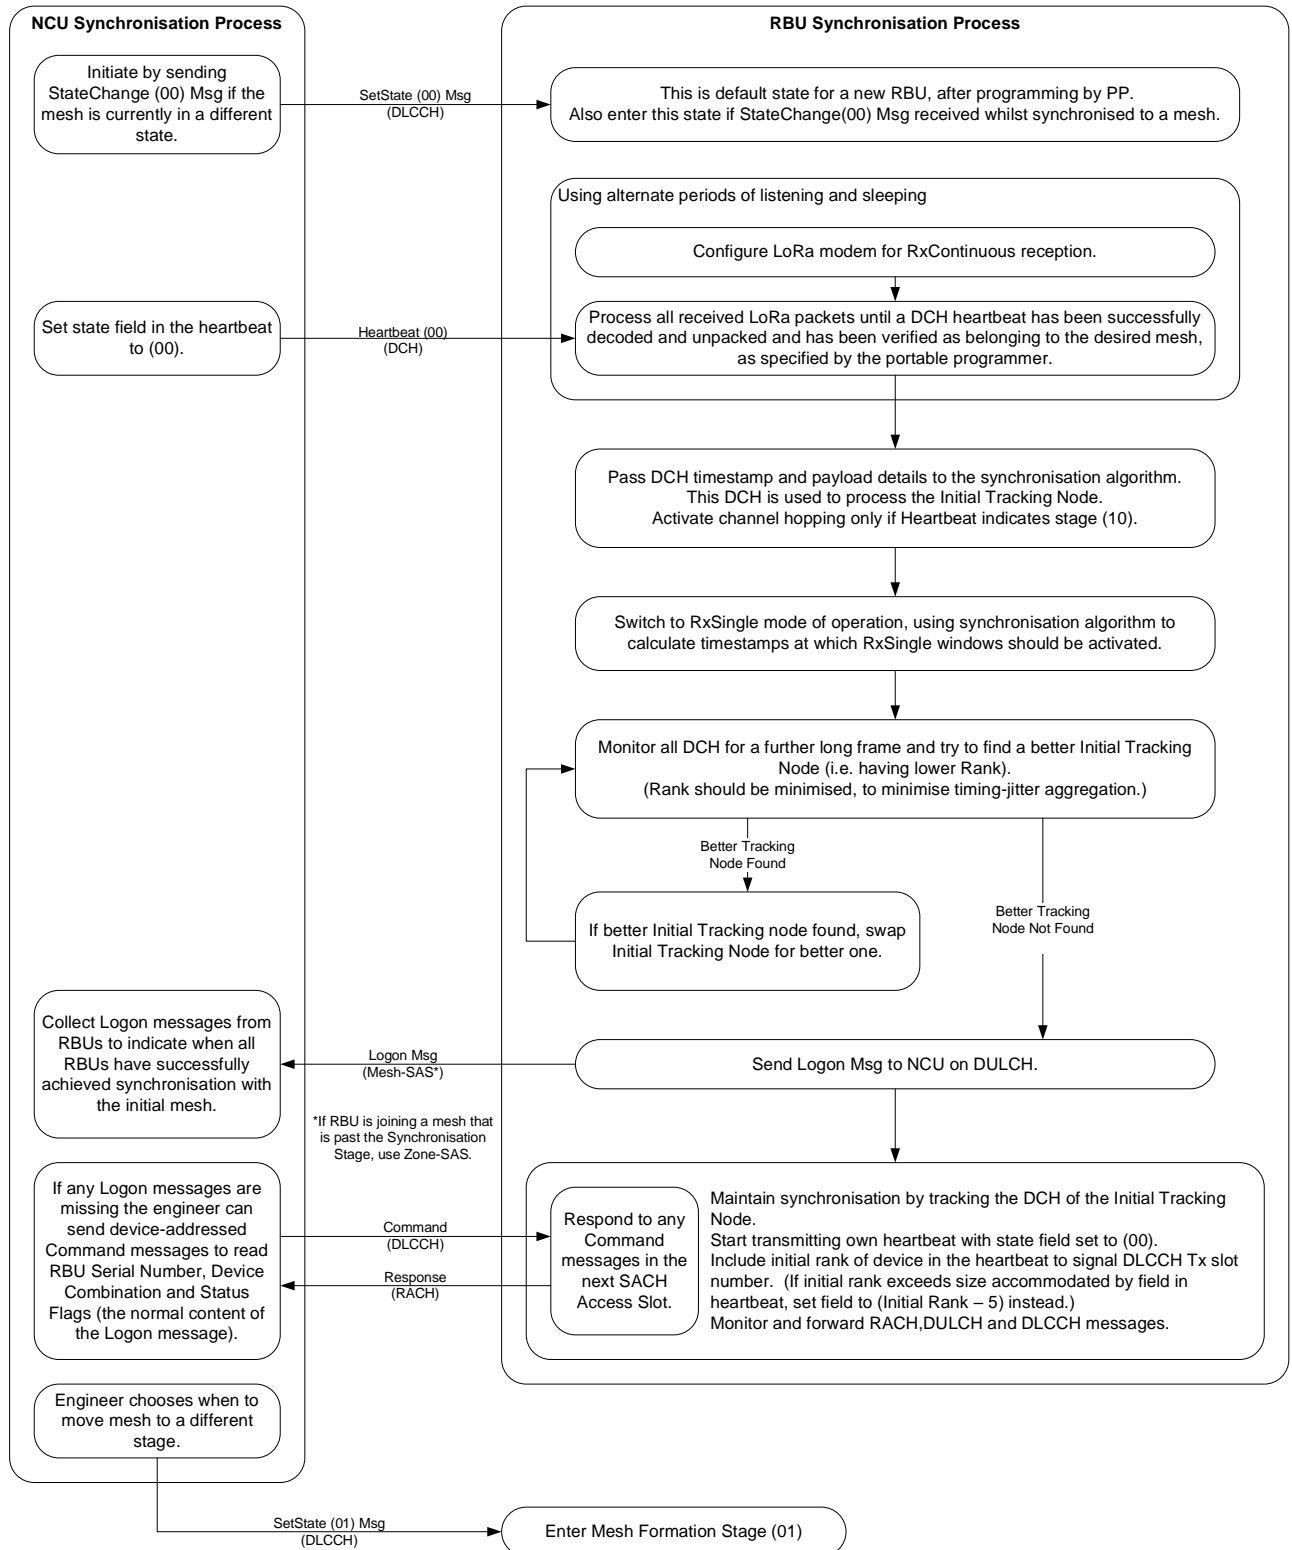 NCU Synchronisation Process
RBU Synchronisation Process
Initiate by sending
StateChange (00) Msg if the
mesh is currently in a different
state.
SetState (00) Msg
(DLCCH)
This is default state for a new RBU, after programming by PP.
Also enter this state if StateChange(00) Msg received whilst synchronised to a mesh.
Using alternate periods of listening and sleeping
Configure LoRa modem for RxContinuous reception.
Set state field in the heartbeat
to (00).
Heartbeat (00)
(DCH)
Process all received LoRa packets until a DCH heartbeat has been successfully
decoded and unpacked and has been verified as belonging to the desired mesh,
as specified by the portable programmer.
Pass DCH timestamp and payload details to the synchronisation algorithm.
This DCH is used to process the Initial Tracking Node.
Activate channel hopping only if Heartbeat indicates stage (10).
Switch to RxSingle mode of operation, using synchronisation algorithm to
calculate timestamps at which RxSingle windows should be activated.
Monitor all DCH for a further long frame and try to find a better Initial Tracking
Node (i.e. having lower Rank).
(Rank should be minimised, to minimise timing-jitter aggregation.)
Better Tracking
Node Found
Better Tracking
Node Not Found
If better Initial Tracking node found, swap
Initial Tracking Node for better one.
Collect Logon messages from
RBUs to indicate when all
RBUs have successfully
achieved synchronisation with
the initial mesh.
Logon Msg
(Mesh-SAS*)
Send Logon Msg to NCU on DULCH.
*If RBU is joining a mesh that
is past the Synchronisation
Stage, use Zone-SAS.
If any Logon messages are
missing the engineer can
send device-addressed
Command messages to read
RBU Serial Number, Device
Combination and Status
Flags (the normal content of
the Logon message).
Command
(DLCCH)
Response
(RACH)
Respond to any
Command
messages in the
next SACH
Access Slot.
Maintain synchronisation by tracking the DCH of the Initial Tracking
Node.
Start transmitting own heartbeat with state field set to (00).
Include initial rank of device in the heartbeat to signal DLCCH Tx slot
number.  (If initial rank exceeds size accommodated by field in
heartbeat, set field to (Initial Rank – 5) instead.)
Monitor and forward RACH,DULCH and DLCCH messages.
Engineer chooses when to
move mesh to a different
stage.
SetState (01) Msg
(DLCCH)
Enter Mesh Formation Stage (01)